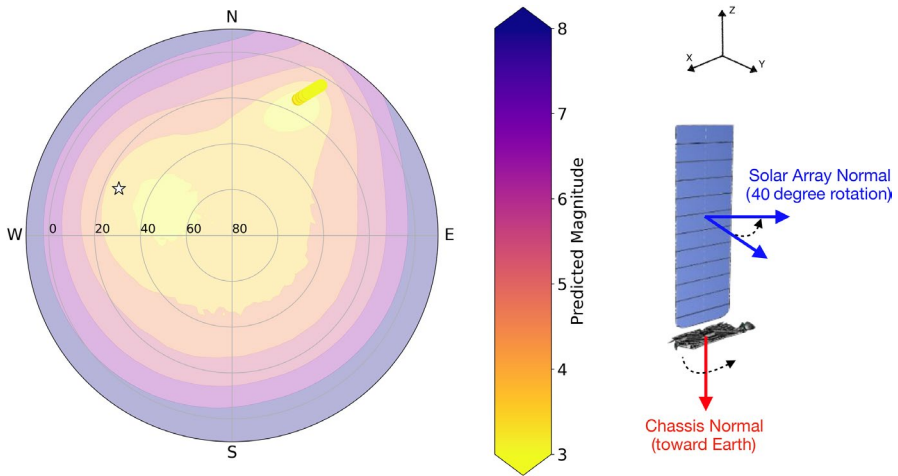 N
W
0
20
40
60
80
E
S
8
7
6
5
4
3
Predicted Magnitude
Z
X
Y
Solar Array Normal
(40 degree rotation)
Chassis Normal
(toward Earth)